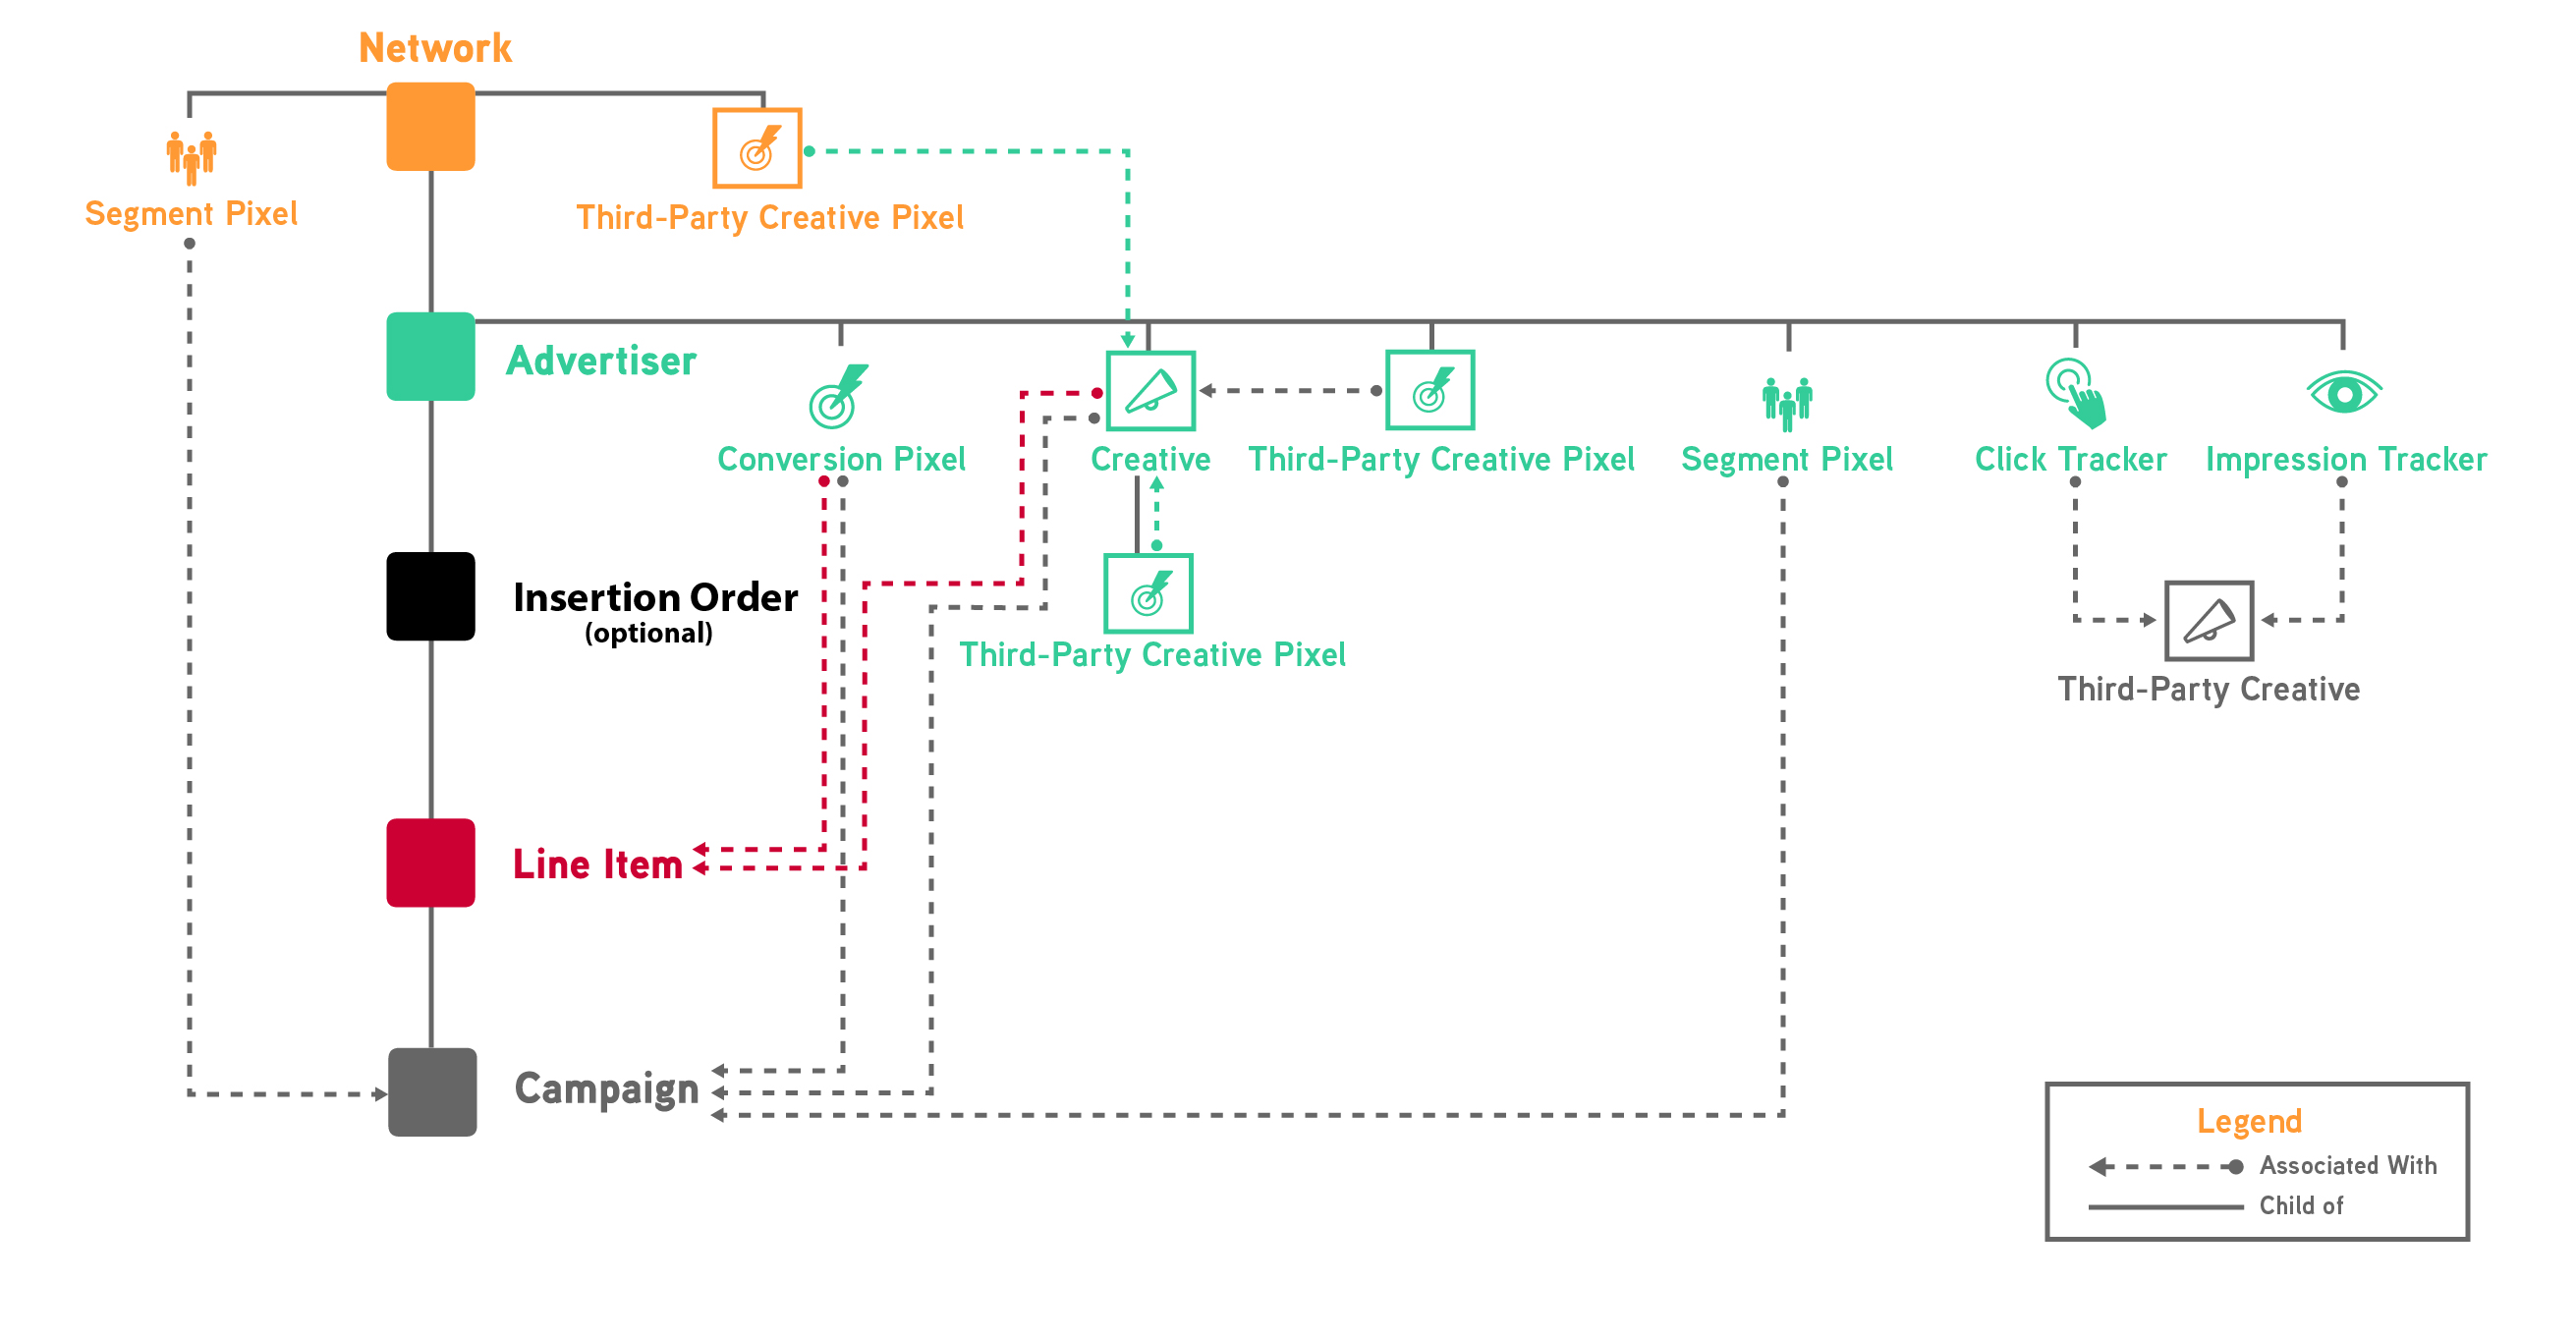 Network
Segment Pixel
Third-Party Creative Pixel
Advertiser
Conversion Pixel
Creative
Third-Party Creative Pixel
Segment Pixel
Click Tracker
Impression Tracker
Insertion Order
(optional)
Third-Party Creative Pixel
Third-Party Creative
Line Item
Campaign
Legend
Associated With
Child of